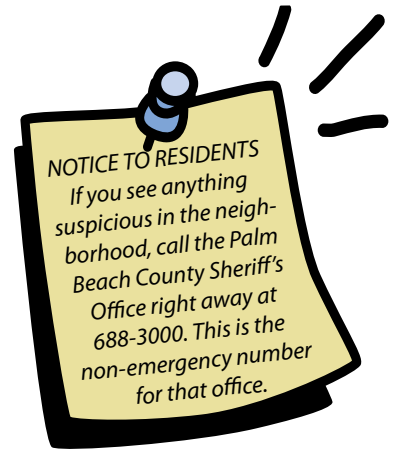 NOTICE TO RESIDENTS
If you see anything
suspicious in the neigh-
borhood, call the Palm
Beach County Sheriff's
Office right away at
688-3000. This is the
non-emergency number
for that office.